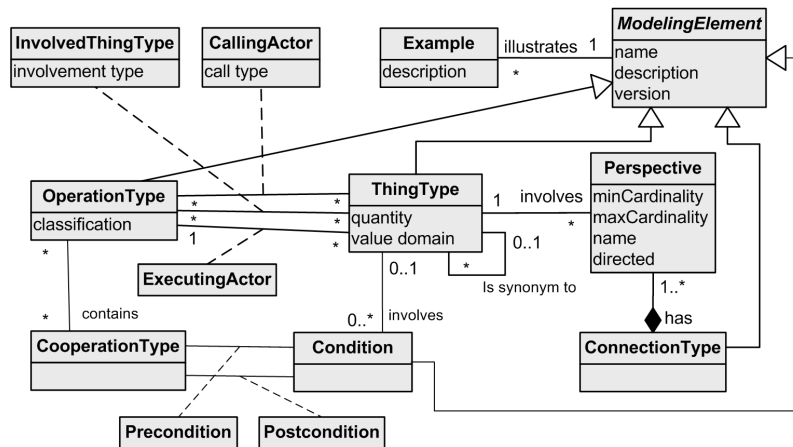 ModelingElement
name
description
version
InvolvedThingType
involvement type
CallingActor
call type
Example
description
illustrates 1
*
OperationType
classification
*
*
1
*
*
*
ThingType
quantity
value domain
1 involves
*
Perspective
minCardinality
maxCardinality
name
directed
0..1
*
Is synonym to
ExecutingActor
*
contains
*
0..1
0..* involves
1..*
has
CooperationType
Condition
ConnectionType
Precondition
Postcondition